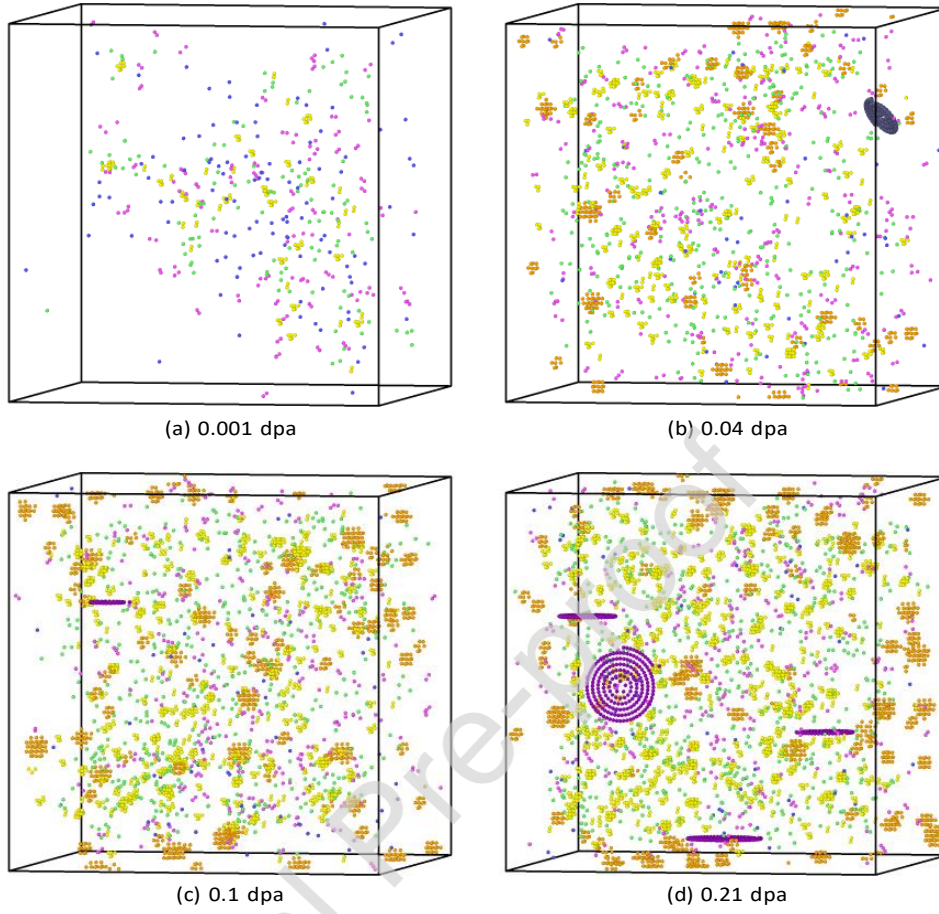 (a) 0.001 dpa
(b) 0.04 dpa
(c) 0.1 dpa
(d) 0.21 dpa
l Pre-proof